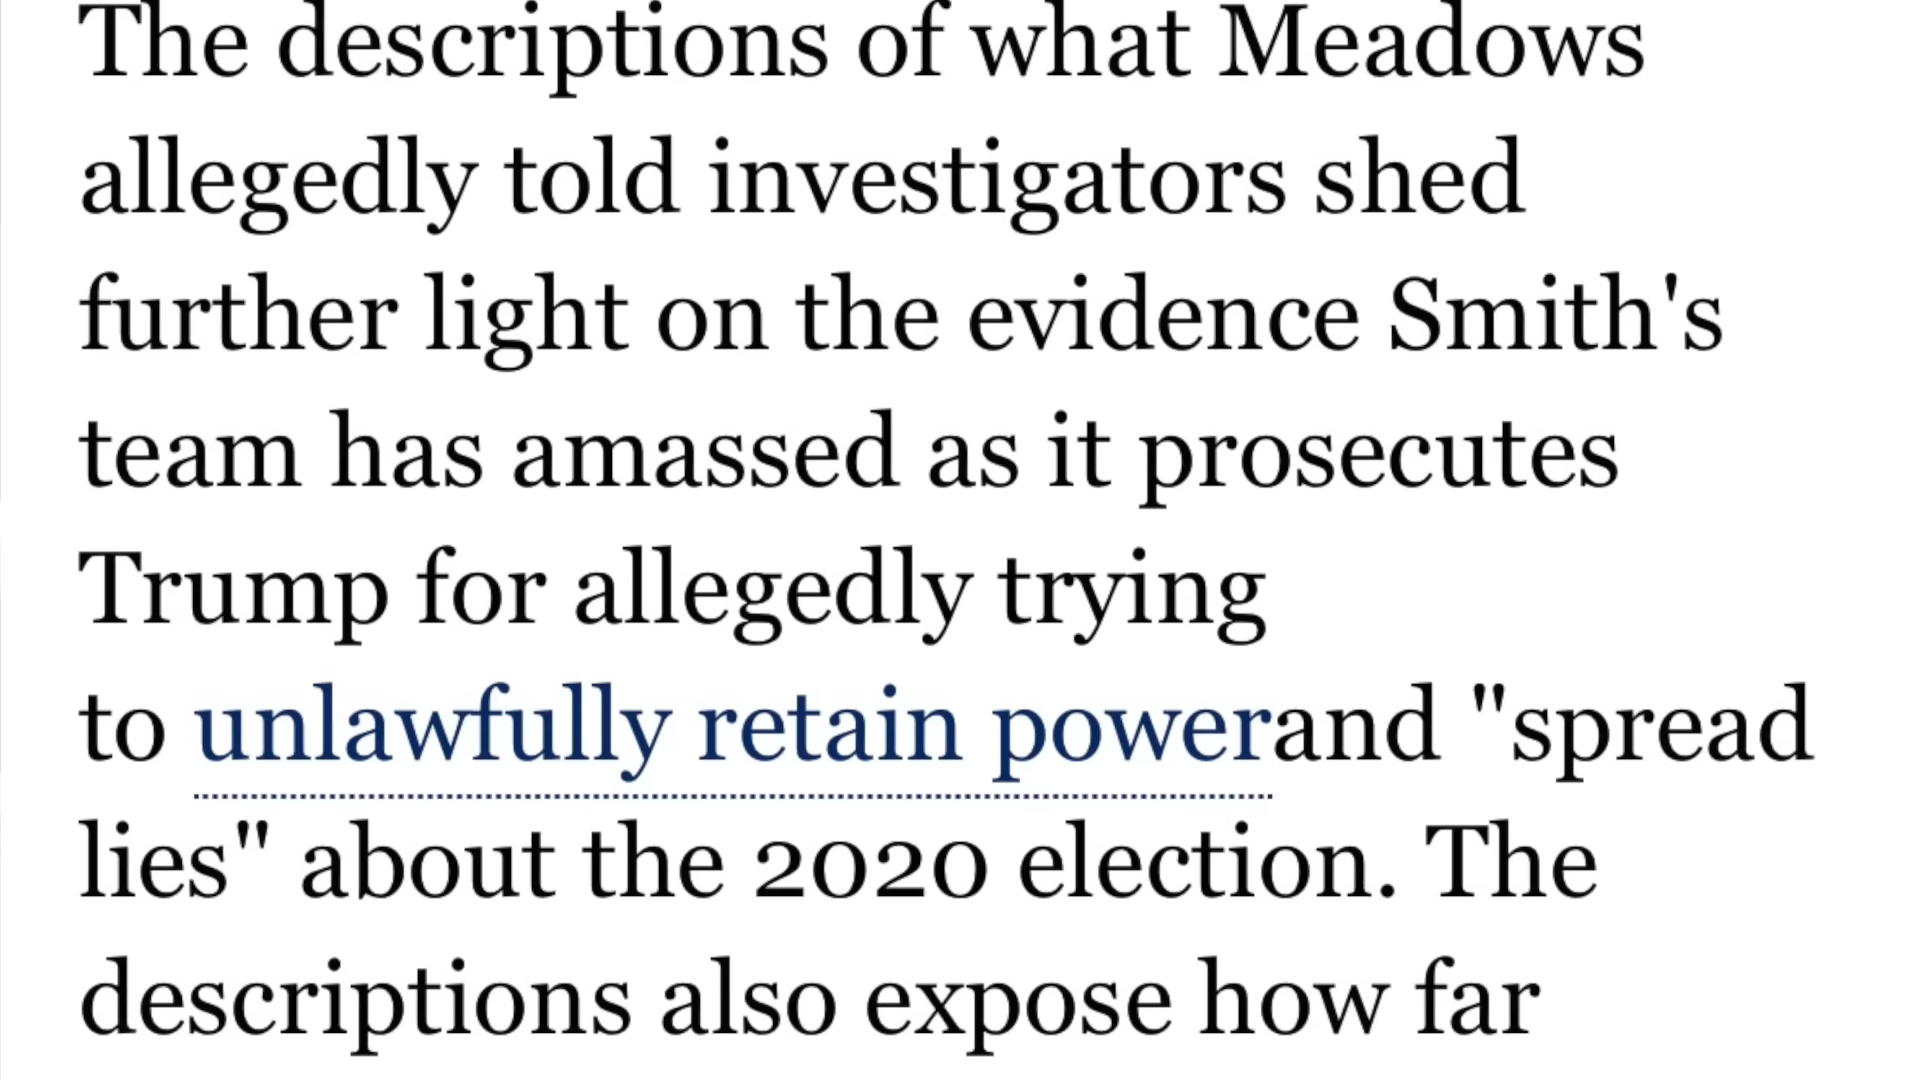 The descriptions of what Meadows
allegedly told investigators shed
further light on the evidence Smith's
team has amassed as it prosecutes
Trump for allegedly trying
to unlawfully retain powerand "spread
lies" about the 2020 election. The
descriptions also expose how far